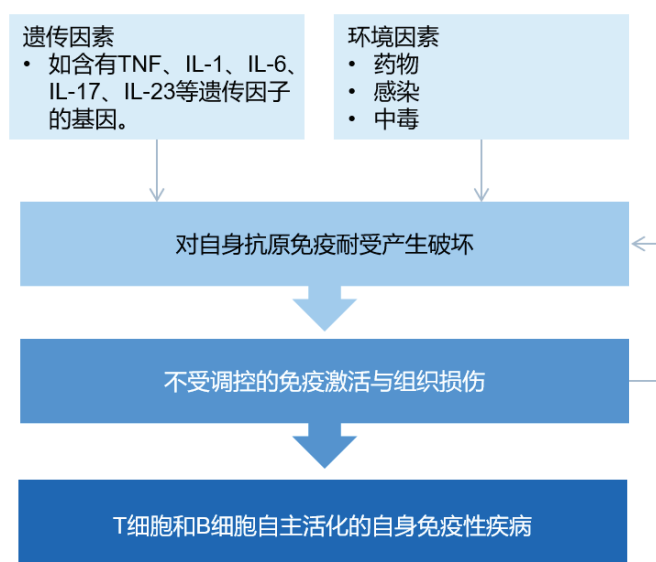 遗传因素
• 如含有TNF、IL-1、IL-6、
IL-17、IL-23等遗传因子
的基因。
环境因素
• 药物
• 感染
• 中毒
对自身抗原免疫耐受产生破坏
不受调控的免疫激活与组织损伤
T细胞和B细胞自主活化的自身免疫性疾病